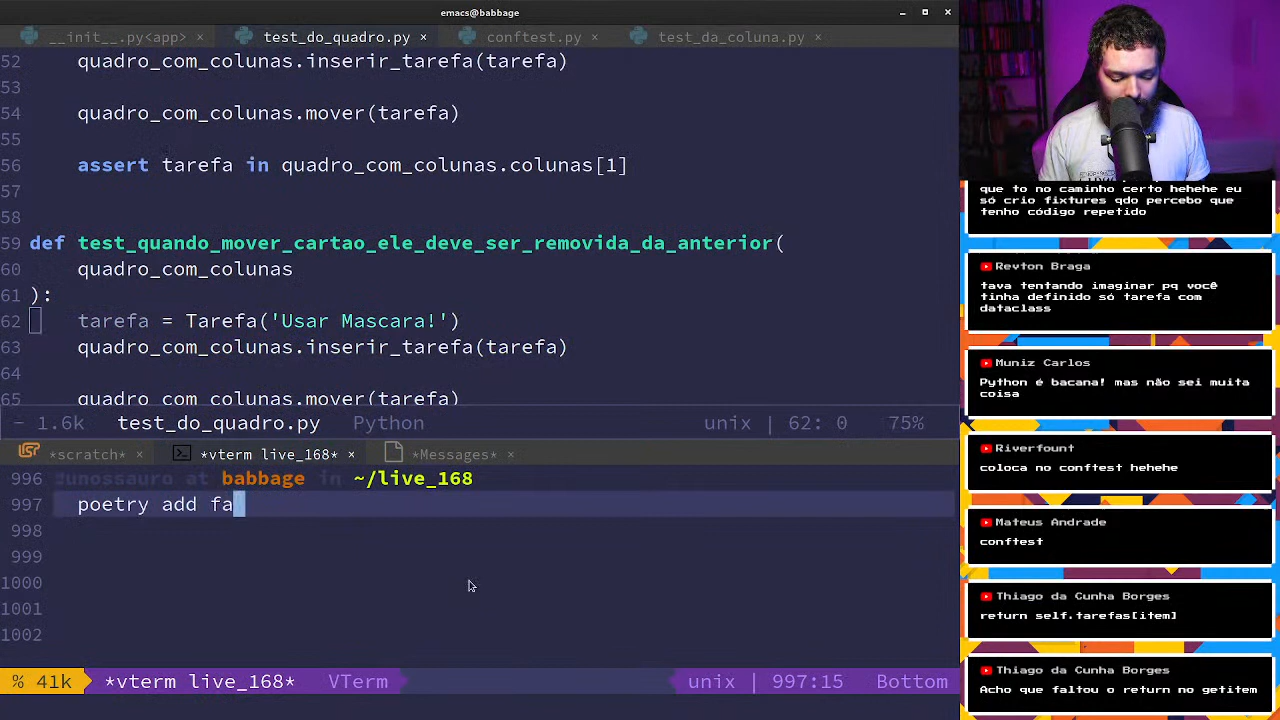 emacs@babbage
__init__.py<app> ×
test_do_quadro.py ×
conftest.py ×
test_da_coluna.py ×
52 quadro_com_colunas.inserir_tarefa(tarefa)
53
54 quadro_com_colunas.mover(tarefa)
55
56 assert tarefa in quadro_com_colunas.colunas[1]
57
58
59 def test_quando_mover_cartao_ele_deve_ser_removida_da_anterior(
60 quadro_com_colunas
61 ):
62 tarefa = Tarefa('Usar Mascara!')
63 quadro_com_colunas.inserir_tarefa(tarefa)
64
65 quadro_com_colunas.mover(tarefa)
- 1.6k test_do_quadro.py Python unix | 62: 0 75%
*scratch* ×
*vterm live_168* ×
*Messages* ×
996 dunossauro at babbage in ~/live_168
997 poetry add fa
998
999
1000
1001
1002
% 41k *vterm live_168* VTerm unix | 997:15 Bottom
que to no caminho certo hehehe eu
só crio fixtures qdo percebo que
tenho código repetido
Revton Braga
tava tentando imaginar pq você
tinha definido só tarefa com
dataclass
Muniz Carlos
Python é bacana! mas não sei muita
coisa
Riverfount
coloca no conftest hehehe
Mateus Andrade
conftest
Thiago da Cunha Borges
return self.tarefas[item]
Thiago da Cunha Borges
Acho que faltou o return no getitem